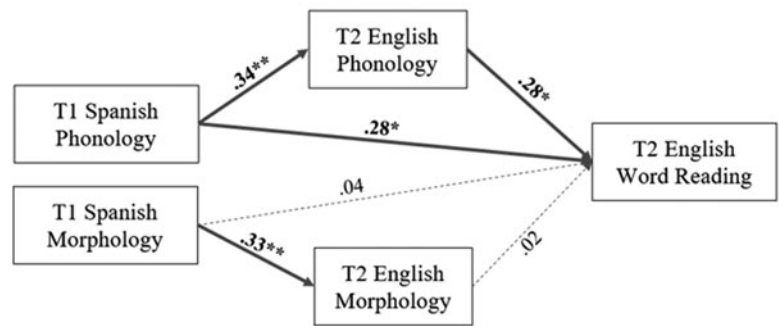 T2 English
Phonology
.34**
.28*
T1 Spanish
Phonology
.28*
T2 English
Word Reading
.04
T1 Spanish
Morphology
.33**
.02
T2 English
Morphology